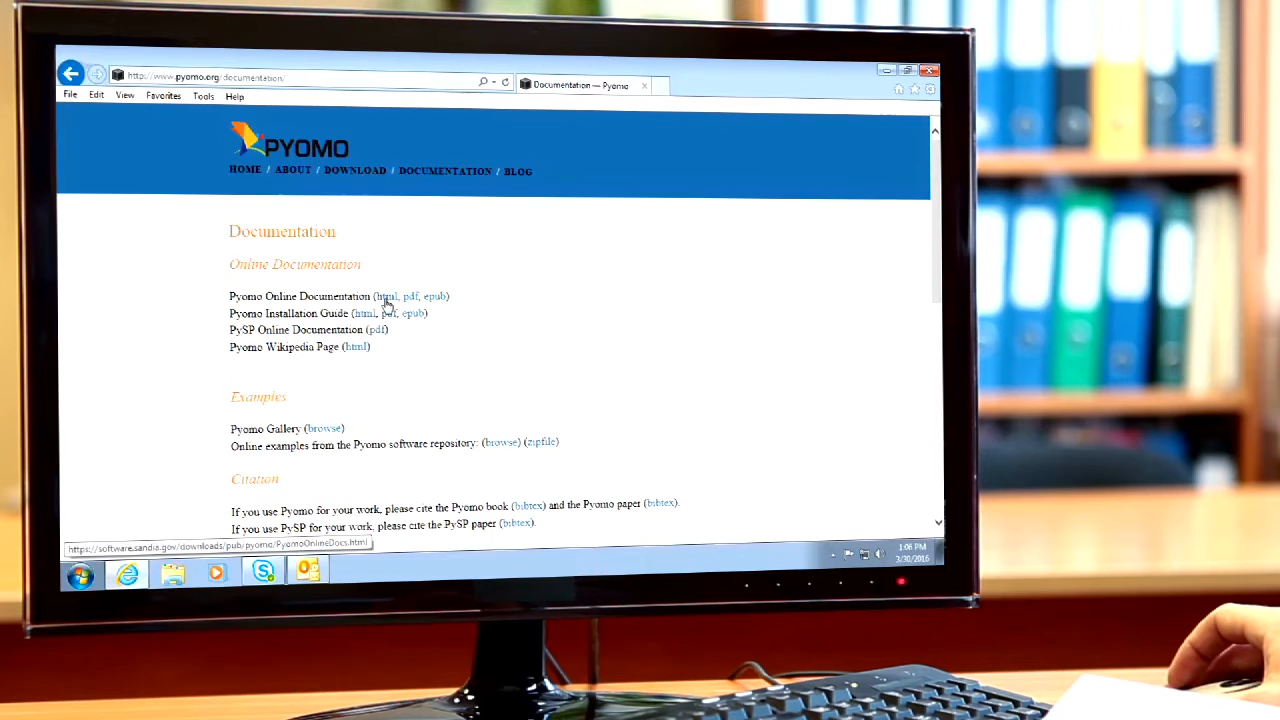 http://www.pyomo.org/documentation/
Documentation — Pyomo
File Edit View Favorites Tools Help
PYOMO
HOME / ABOUT / DOWNLOAD / DOCUMENTATION / BLOG
Documentation
Online Documentation
Pyomo Online Documentation (html, pdf, epub)
Pyomo Installation Guide (html, pdf, epub)
PySP Online Documentation (pdf)
Pyomo Wikipedia Page (html)
Examples
Pyomo Gallery (browse)
Online examples from the Pyomo software repository: (browse) (zipfile)
Citation
If you use Pyomo for your work, please cite the Pyomo book (bibtex) and the Pyomo paper (bibtex).
If you use PySP for your work, please cite the PySP paper (bibtex).
https://software.sandia.gov/downloads/pub/pyomo/PyomoOnlineDocs.html
1:06 PM
3/30/2016